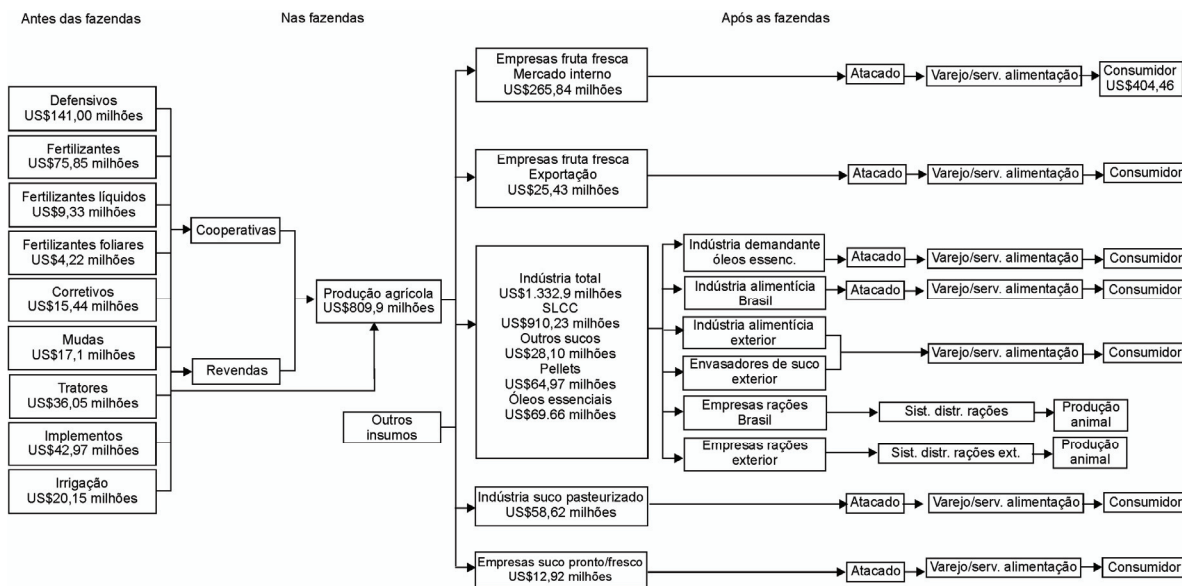 Antes das fazendas
Nas fazendas
Após as fazendas
Defensivos
US$141,00 milhões
Fertilizantes
US$75,85 milhões
Fertilizantes líquidos
US$9,33 milhões
Fertilizantes foliares
US$4,22 milhões
Corretivos
US$15,44 milhões
Mudas
US$17,1 milhões
Tratores
US$36,05 milhões
Implementos
US$42,97 milhões
Irrigação
US$20,15 milhões
Cooperativas
Revendas
Produção agrícola
US$809,9 milhões
Outros
insumos
Empresas fruta fresca
Mercado interno
US$265,84 milhões
Atacado
Varejo/serv. alimentação
Consumidor
US$404,46
Empresas fruta fresca
Exportação
US$25,43 milhões
Atacado
Varejo/serv. alimentação
Consumidor
Indústria total
US$1.332,9 milhões
SLCC
US$910,23 milhões
Outros sucos
US$28,10 milhões
Pellets
US$64,97 milhões
Óleos essenciais
US$69.66 milhões
Indústria demandante
óleos essenc.
Atacado
Varejo/serv. alimentação
Consumidor
Indústria alimentícia
Brasil
Atacado
Varejo/serv. alimentação
Consumidor
Indústria alimentícia
exterior
Envasadores de suco
exterior
Varejo/serv. alimentação
Consumidor
Empresas rações
Brasil
Sist. distr. rações
Produção
animal
Empresas rações
exterior
Sist. distr. rações ext.
Produção
animal
Indústria suco pasteurizado
US$58,62 milhões
Atacado
Varejo/serv. alimentação
Consumidor
Empresas suco pronto/fresco
US$12,92 milhões
Atacado
Varejo/serv. alimentação
Consumidor